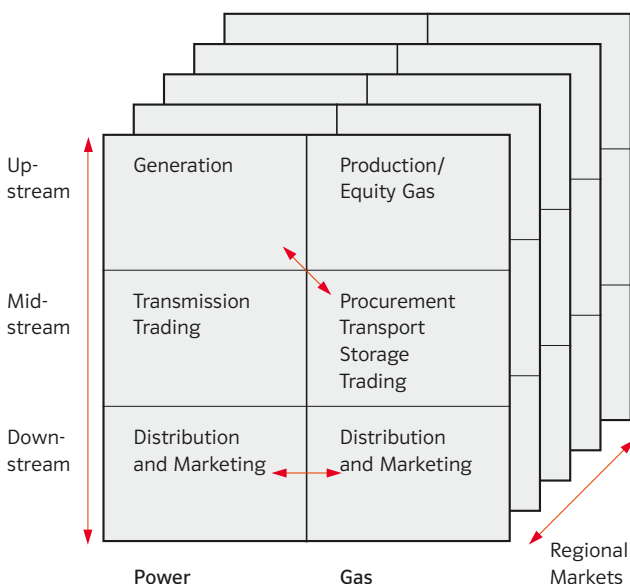 Up-
stream
Generation
Production/
Equity Gas
Mid-
stream
Transmission
Trading
Procurement
Transport
Storage
Trading
Down-
stream
Distribution
and Marketing
Distribution
and Marketing
Power
Gas
Regional
Markets